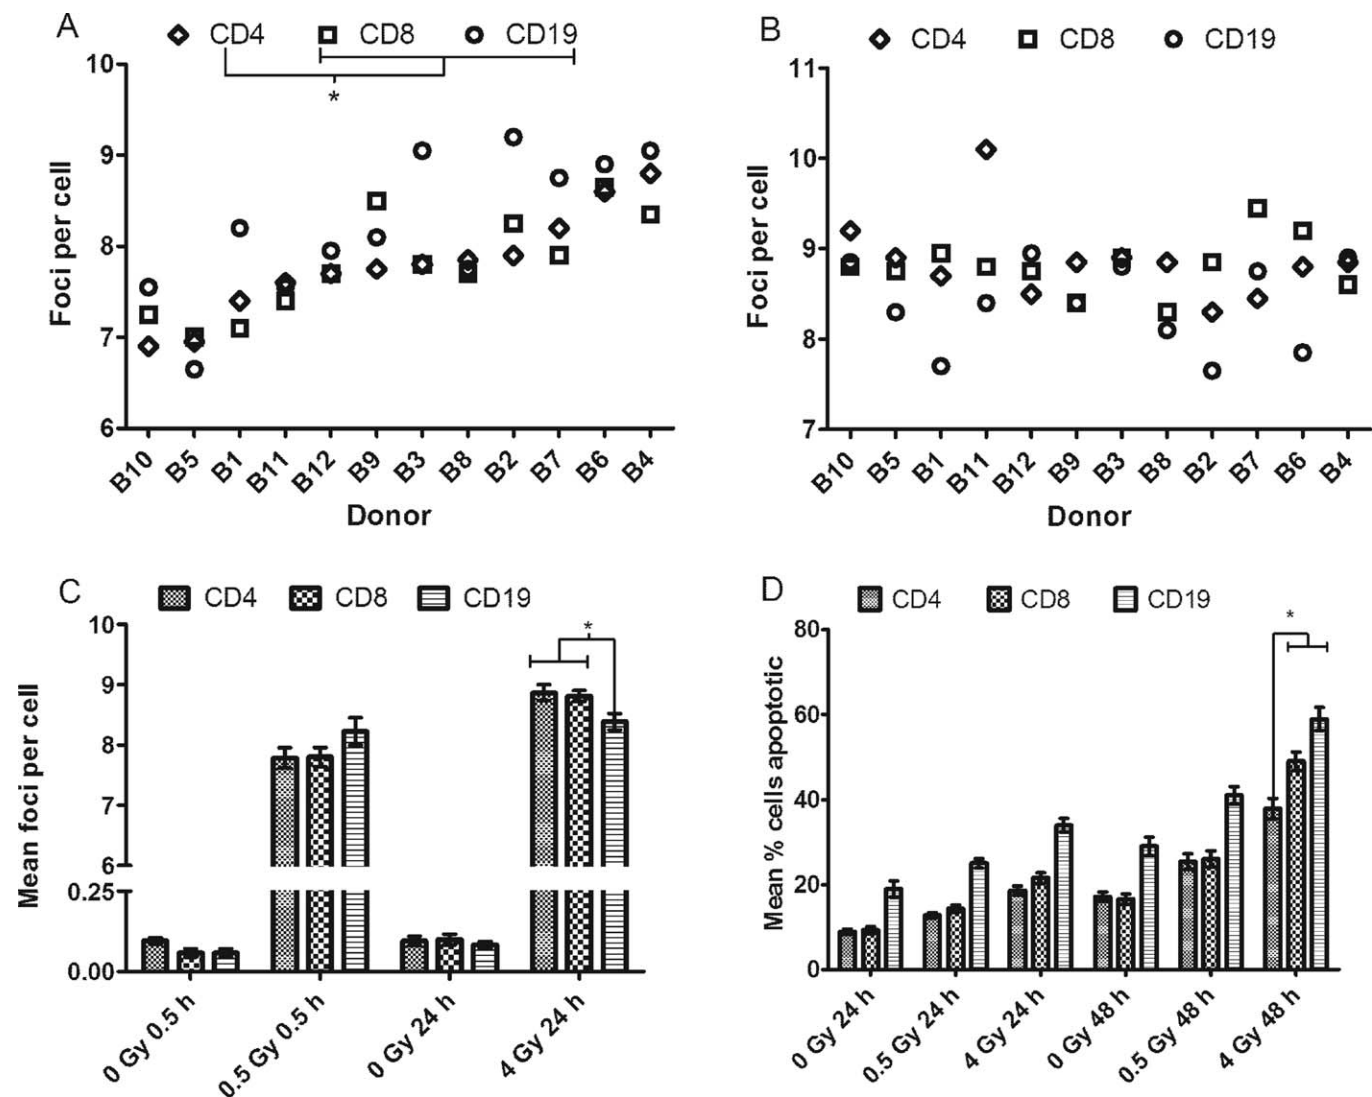 A
CD4 CD8 CD19
*
10
9
8
7
6
Foci per cell
B10 B5 B1 B11 B12 B9 B3 B8 B2 B7 B6 B4
Donor
B
CD4 CD8 CD19
11
10
9
8
7
Foci per cell
B10 B5 B1 B11 B12 B9 B3 B8 B2 B7 B6 B4
Donor
C
CD4 CD8 CD19
*
10
9
8
7
6
0.25
0.00
Mean foci per cell
0 Gy 0.5 h 0.5 Gy 0.5 h 0 Gy 24 h 4 Gy 24 h
D
CD4 CD8 CD19
*
80
60
40
20
0
Mean % cells apoptotic
0 Gy 24 h 0.5 Gy 24 h 4 Gy 24 h 0 Gy 48 h 0.5 Gy 48 h 4 Gy 48 h